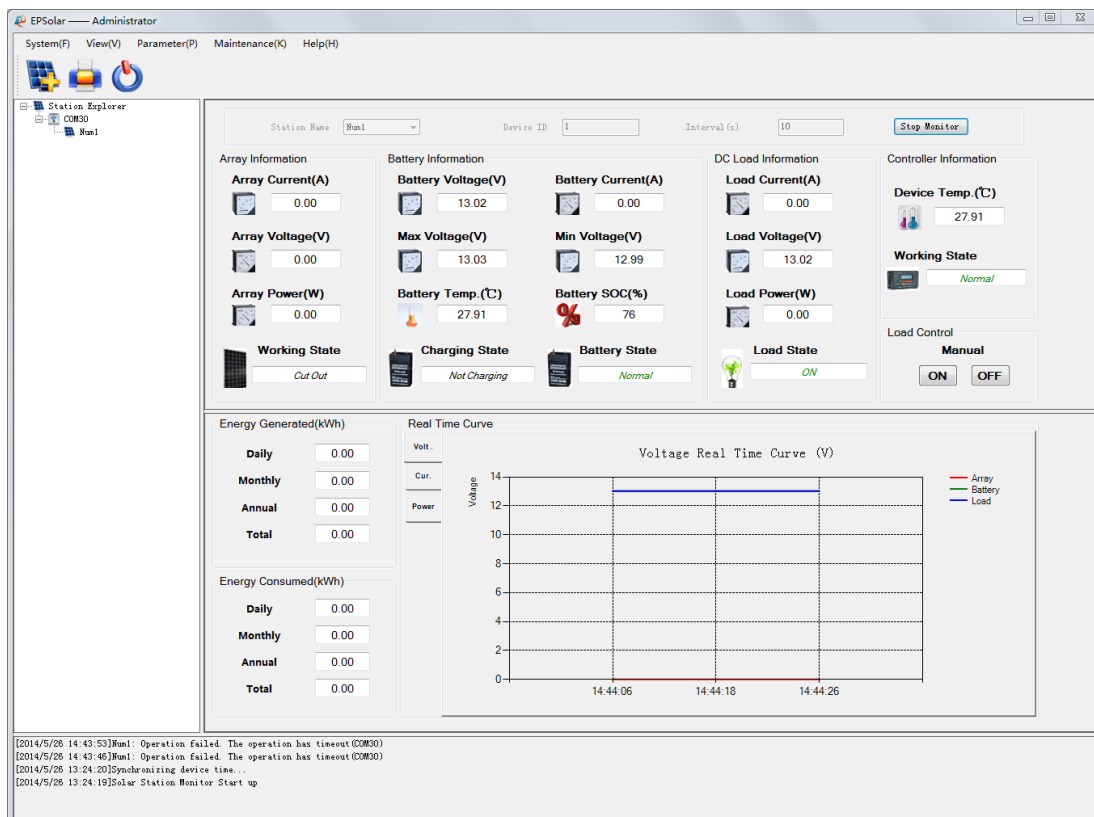 EPSolar —— Administrator
System(F) View(V) Parameter(P) Maintenance(K) Help(H)
Station Explorer
COM30
Num1
Station Name Num1 Device ID 1 Interval(s) 10 Stop Monitor
Array Information
Array Current(A)
0.00
Array Voltage(V)
0.00
Array Power(W)
0.00
Working State
Cut Out
Battery Information
Battery Voltage(V) Battery Current(A)
13.02 0.00
Max Voltage(V) Min Voltage(V)
13.03 12.99
Battery Temp.(℃) Battery SOC(%)
27.91 % 76
Charging State Battery State
Not Charging Normal
DC Load Information
Load Current(A)
0.00
Load Voltage(V)
13.02
Load Power(W)
0.00
Load State
ON
Controller Information
Device Temp.(℃)
27.91
Working State
Normal
Load Control
Manual
ON OFF
Energy Generated(kWh)
Daily 0.00
Monthly 0.00
Annual 0.00
Total 0.00
Energy Consumed(kWh)
Daily 0.00
Monthly 0.00
Annual 0.00
Total 0.00
Real Time Curve
Volt.
Cur.
Power
Voltage Real Time Curve (V)
Voltage
14
12
10
8
6
4
2
0
14:44:06 14:44:18 14:44:26
Array
Battery
Load
[2014/5/26 14:43:53]Num1: Operation failed. The operation has timeout(COM30)
[2014/5/26 14:43:46]Num1: Operation failed. The operation has timeout(COM30)
[2014/5/26 13:24:20]Synchronizing device time...
[2014/5/26 13:24:19]Solar Station Monitor Start up